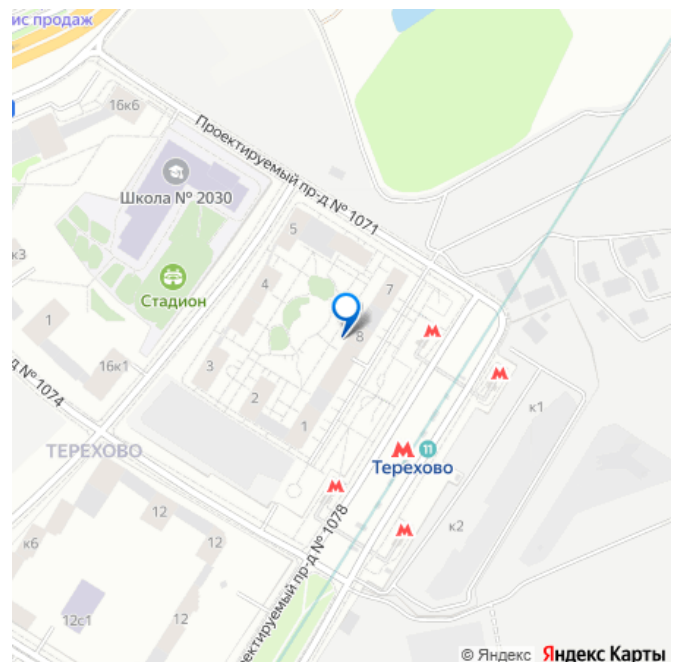 ис продаж
16к6
Проектируемый пр-д № 1071
Школа № 2030
5
к3
4
7
Стадион
8
1
М
3
16к1
М
2
к1
д № 1074
1
М
11
ТЕРЕХОВО
Терехово
М
М
12
к2
к6
12
Проектируемый пр-д № 1078
12с1
12
© Яндекс Яндекс Карты